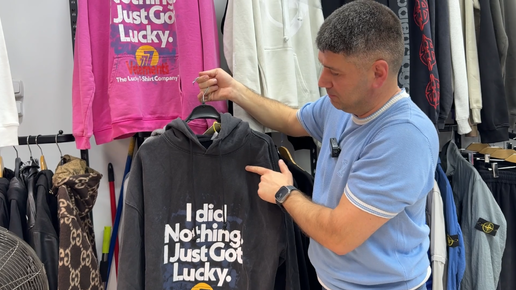 Nothing,
I Just Got
Lucky.
The Lucky Shirt Company
I did
Nothing,
I Just Got
Lucky.